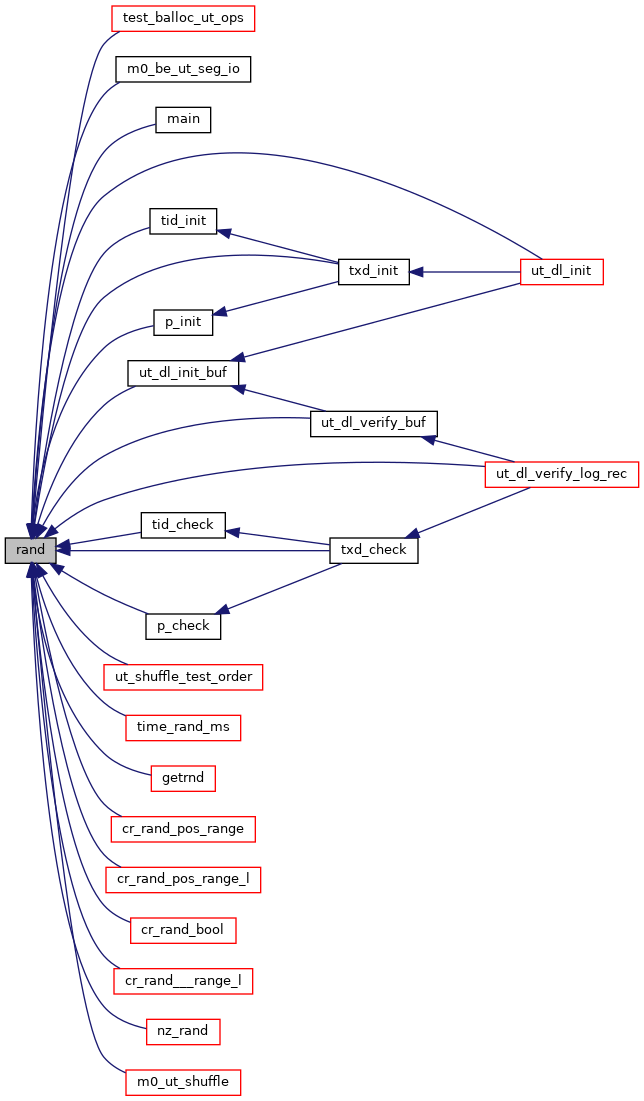 test_balloc_ut_ops
m0_be_ut_seg_io
main
tid_init
txd_init
ut_dl_init
p_init
ut_dl_init_buf
ut_dl_verify_buf
ut_dl_verify_log_rec
tid_check
rand
txd_check
p_check
ut_shuffle_test_order
time_rand_ms
getrnd
cr_rand_pos_range
cr_rand_pos_range_l
cr_rand_bool
cr_rand___range_l
nz_rand
m0_ut_shuffle